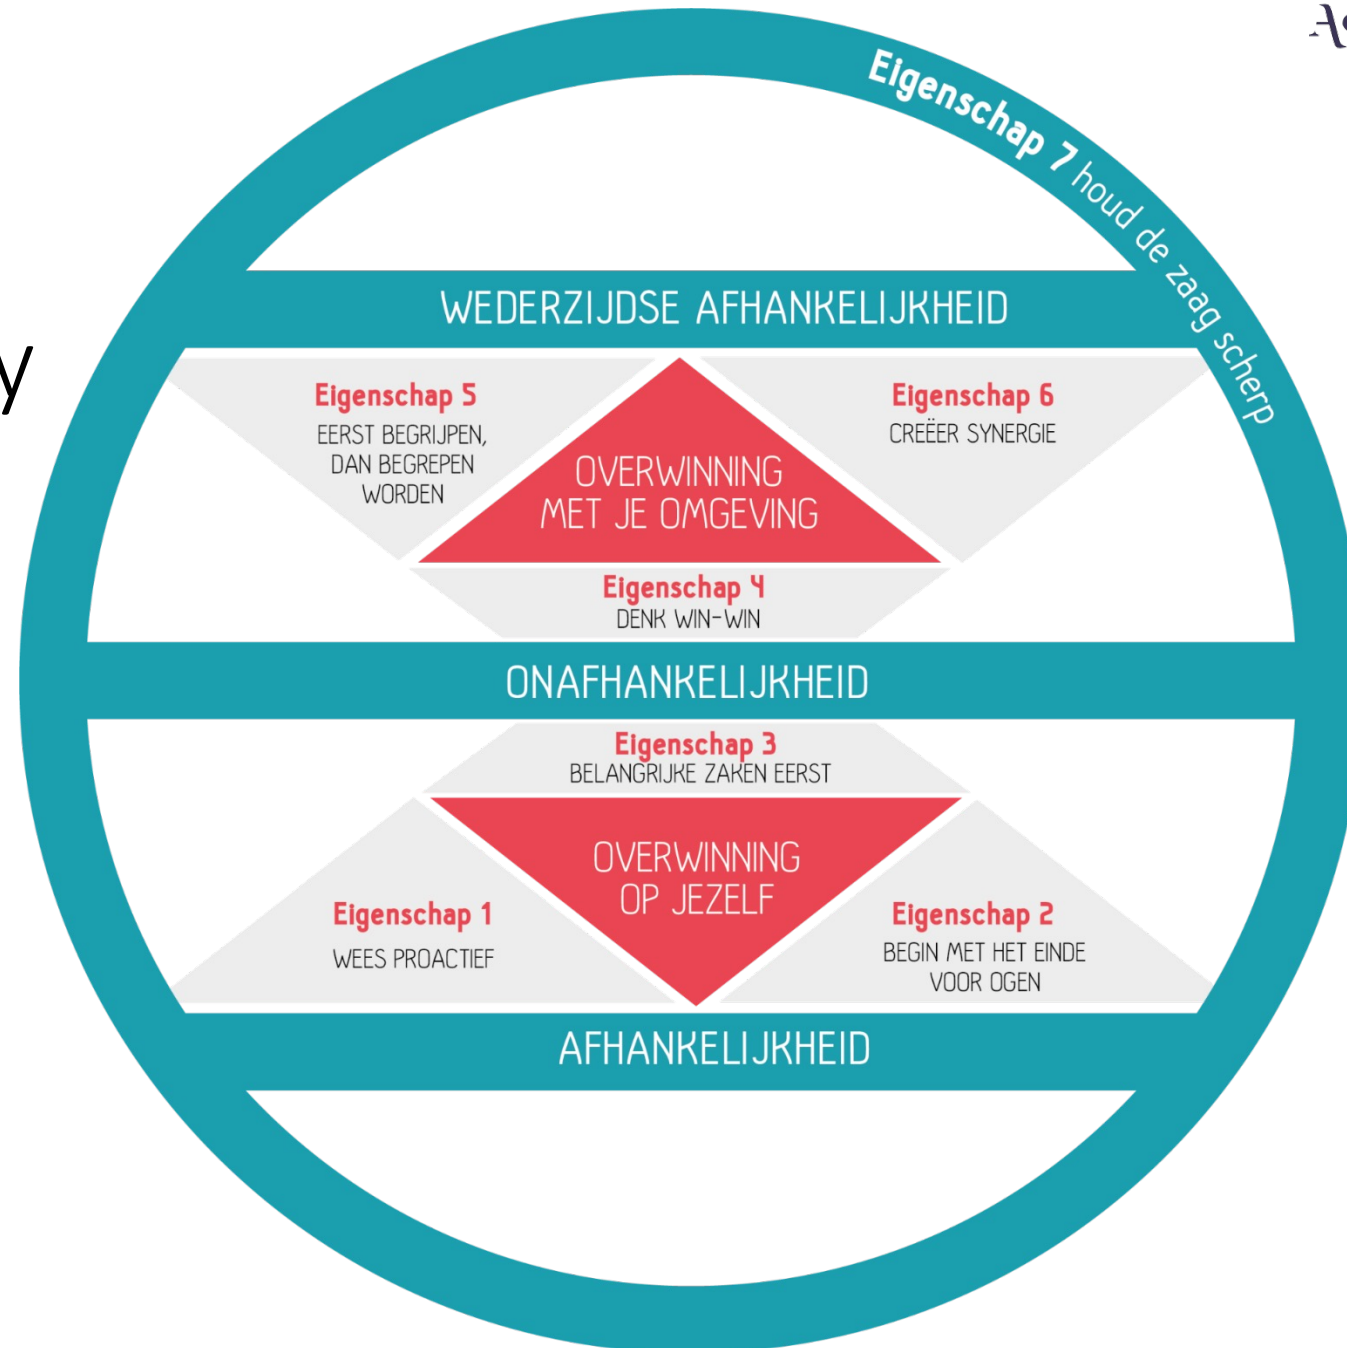 Eigenschap 7 houd de zaag scherp
WEDERZIJDSE AFHANKELIJKHEID
y
Eigenschap 5
EERST BEGRIJPEN,
DAN BEGREPEN
WORDEN
Eigenschap 6
CREËER SYNERGIE
OVERWINNING
MET JE OMGEVING
Eigenschap 4
DENK WIN-WIN
ONAFHANKELIJKHEID
Eigenschap 3
BELANGRIJKE ZAKEN EERST
OVERWINNING
OP JEZELF
Eigenschap 1
WEES PROACTIEF
Eigenschap 2
BEGIN MET HET EINDE
VOOR OGEN
AFHANKELIJKHEID